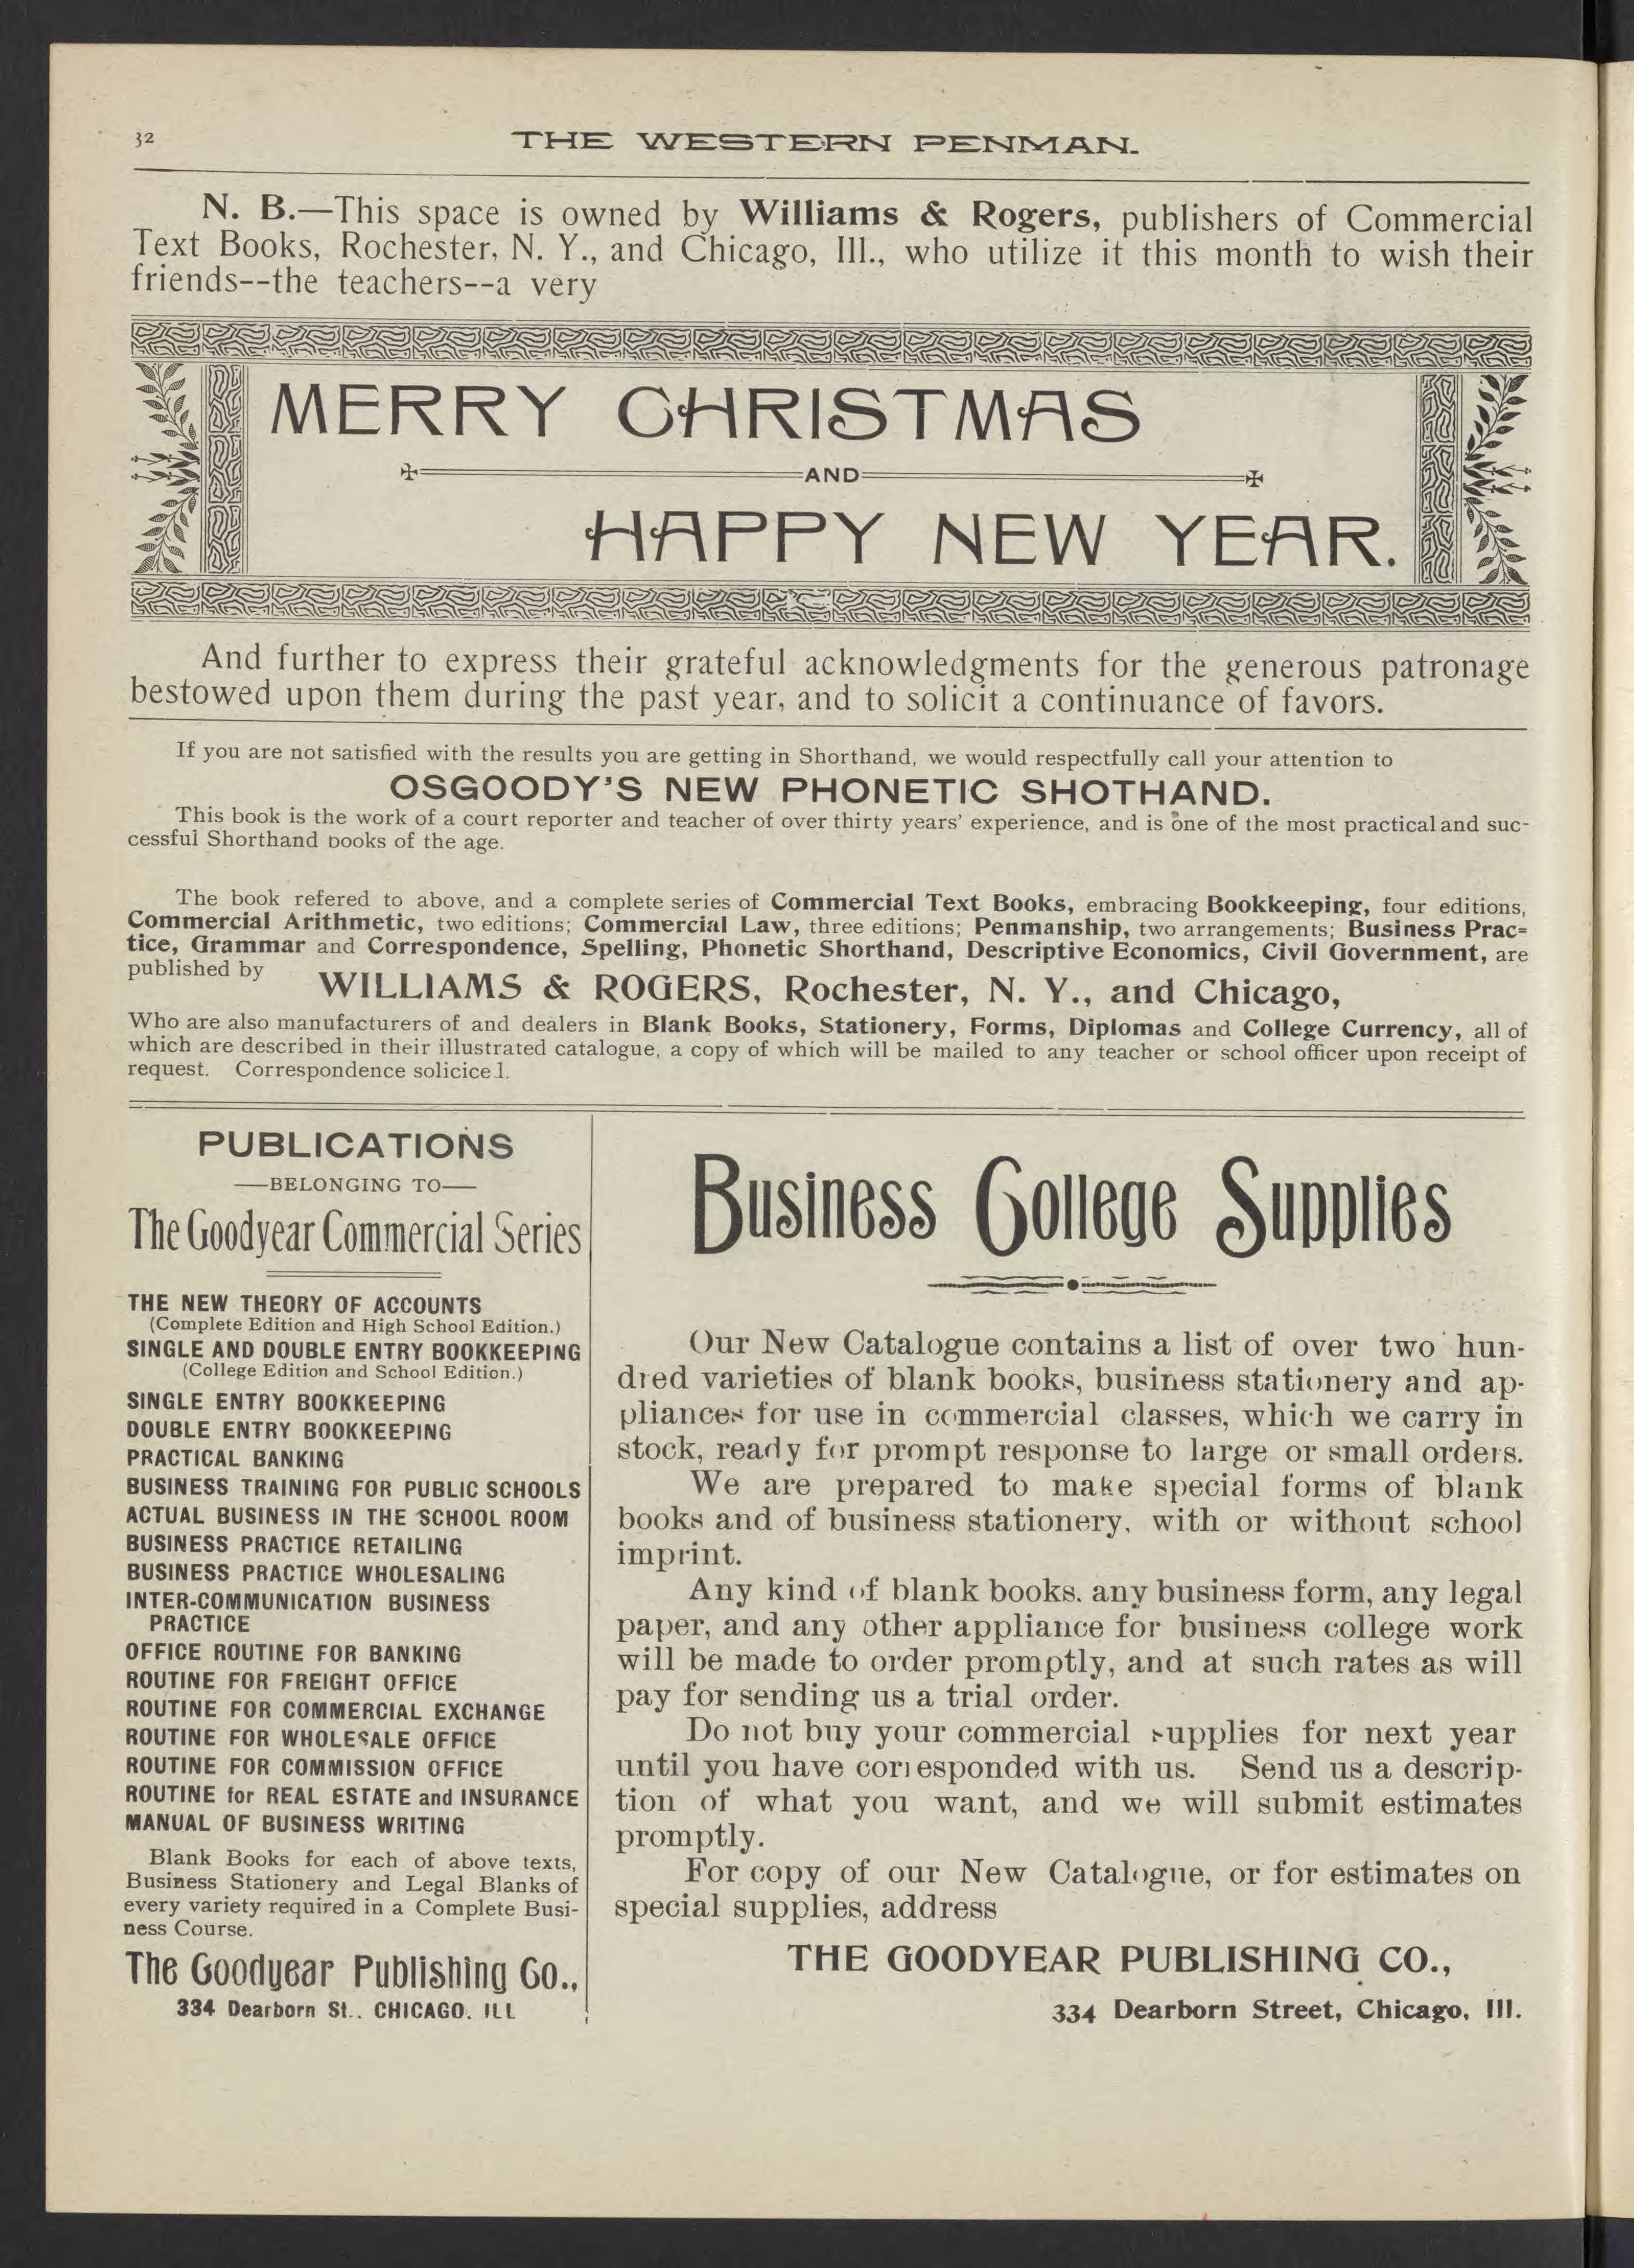 32
THE WESTERN PENMAN.
N. B.—This space is owned by Williams & Rogers, publishers of Commercial
Text Books, Rochester, N. Y., and Chicago, Ill., who utilize it this month to wish their
friends--the teachers--a very
MERRY CHRISTMAS
AND
HAPPY NEW YEAR.
And further to express their grateful acknowledgments for the generous patronage
bestowed upon them during the past year, and to solicit a continuance of favors.
If you are not satisfied with the results you are getting in Shorthand, we would respectfully call your attention to
OSGOODY'S NEW PHONETIC SHOTHAND.
This book is the work of a court reporter and teacher of over thirty years' experience, and is one of the most practical and suc-
cessful Shorthand books of the age.
The book refered to above, and a complete series of Commercial Text Books, embracing Bookkeeping, four editions,
Commercial Arithmetic, two editions; Commercial Law, three editions; Penmanship, two arrangements; Business Prac-
tice, Grammar and Correspondence, Spelling, Phonetic Shorthand, Descriptive Economics, Civil Government, are
published by
WILLIAMS & ROGERS, Rochester, N. Y., and Chicago,
Who are also manufacturers of and dealers in Blank Books, Stationery, Forms, Diplomas and College Currency, all of
which are described in their illustrated catalogue, a copy of which will be mailed to any teacher or school officer upon receipt of
request. Correspondence solicice l.
PUBLICATIONS
—BELONGING TO—
The Goodyear Commercial Series
THE NEW THEORY OF ACCOUNTS
(Complete Edition and High School Edition.)
SINGLE AND DOUBLE ENTRY BOOKKEEPING
(College Edition and School Edition.)
SINGLE ENTRY BOOKKEEPING
DOUBLE ENTRY BOOKKEEPING
PRACTICAL BANKING
BUSINESS TRAINING FOR PUBLIC SCHOOLS
ACTUAL BUSINESS IN THE SCHOOL ROOM
BUSINESS PRACTICE RETAILING
BUSINESS PRACTICE WHOLESALING
INTER-COMMUNICATION BUSINESS
PRACTICE
OFFICE ROUTINE FOR BANKING
ROUTINE FOR FREIGHT OFFICE
ROUTINE FOR COMMERCIAL EXCHANGE
ROUTINE FOR WHOLESALE OFFICE
ROUTINE FOR COMMISSION OFFICE
ROUTINE for REAL ESTATE and INSURANCE
MANUAL OF BUSINESS WRITING
Blank Books for each of above texts,
Business Stationery and Legal Blanks of
every variety required in a Complete Busi-
ness Course.
The Goodyear Publishing Co.,
334 Dearborn St., CHICAGO. ILL
Business College Supplies
Our New Catalogue contains a list of over two hun-
dred varieties of blank books, business stationery and ap-
pliances for use in commercial classes, which we carry in
stock, ready for prompt response to large or small orders.
We are prepared to make special forms of blank
books and of business stationery, with or without school
imprint.
Any kind of blank books, any business form, any legal
paper, and any other appliance for business college work
will be made to order promptly, and at such rates as will
pay for sending us a trial order.
Do not buy your commercial supplies for next year
until you have corresponded with us. Send us a descrip-
tion of what you want, and we will submit estimates
promptly.
For copy of our New Catalogue, or for estimates on
special supplies, address
THE GOODYEAR PUBLISHING CO.,
334 Dearborn Street, Chicago, Ill.